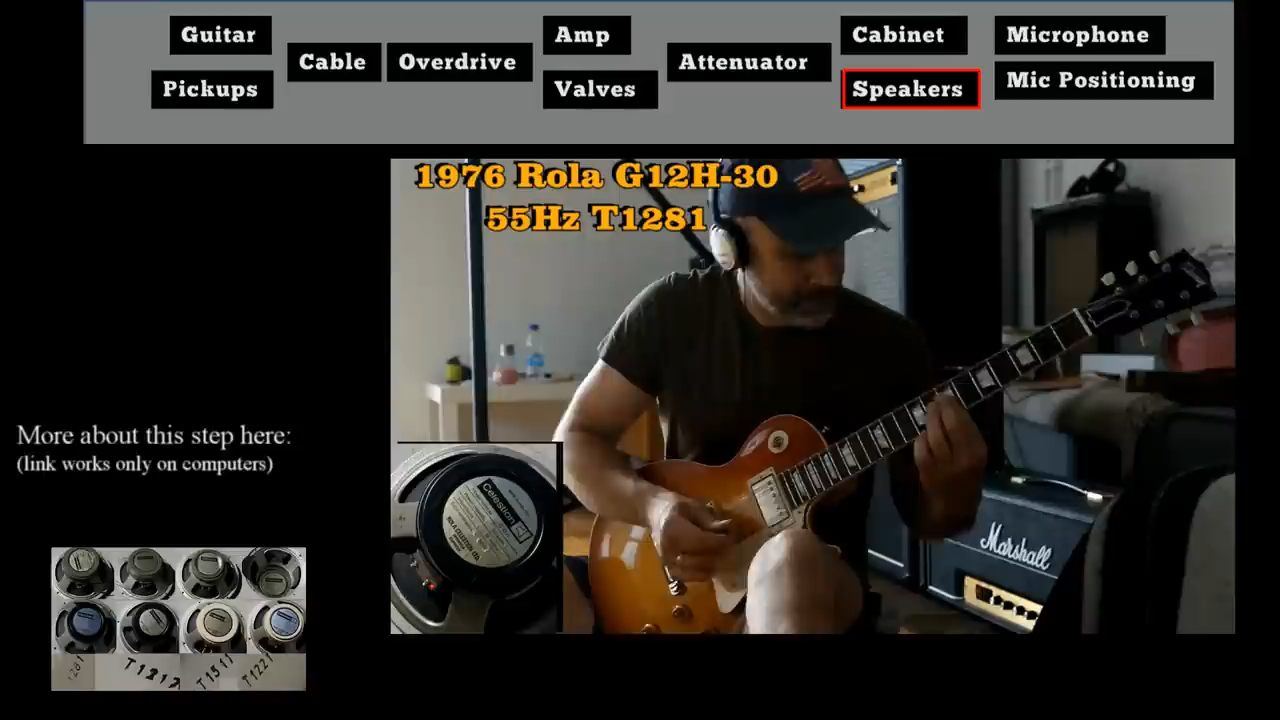 Guitar
Pickups
Cable
Overdrive
Amp
Valves
Attenuator
Cabinet
Speakers
Microphone
Mic Positioning
1976 Rola G12H-30
55Hz T1281
More about this step here:
(link works only on computers)
Celestion
Marshall
T1217
T1511
T1221